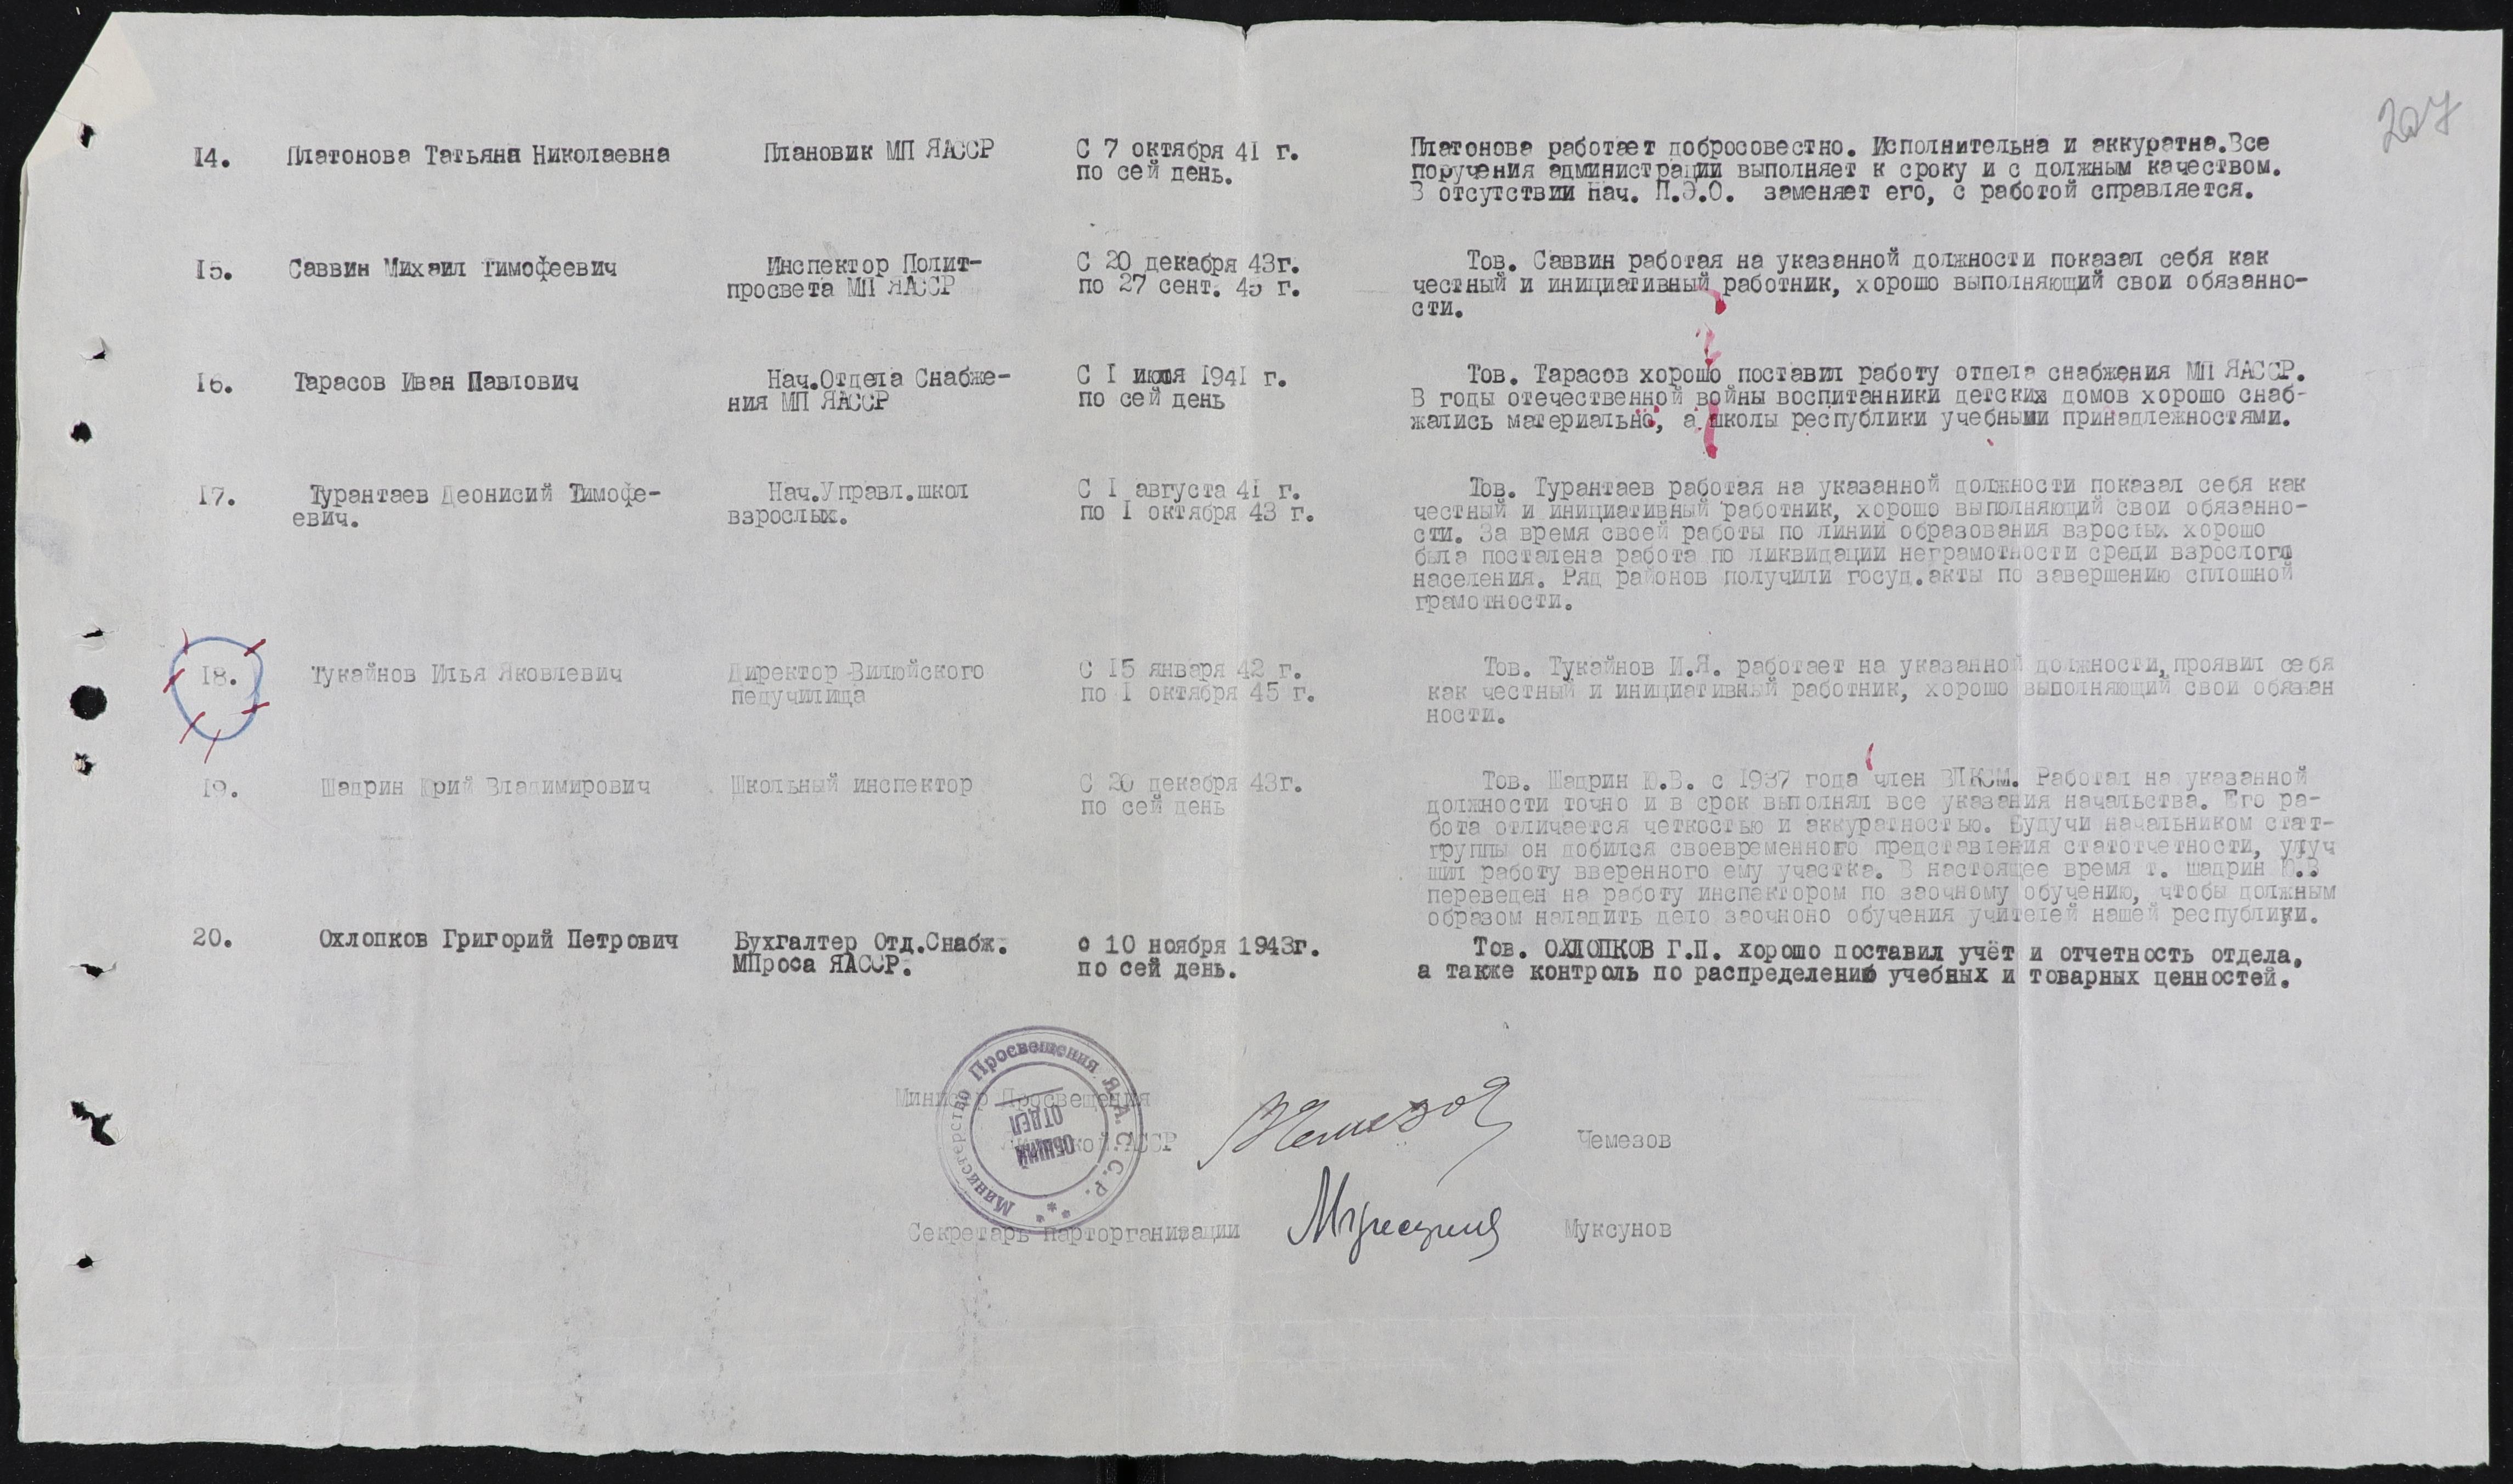 207
14. Платонова Татьяна Николаевна Плановик МП ЯАССР С 7 октября 41 г. Платонова работает добросовестно. Исполнительна и аккуратна.Все
по сей день. поручения администрации выполняет к сроку и с должным качеством.
В отсутствии нач. П.Э.О. заменяет его, с работой справляется.
15. Саввин Михаил Тимофеевич Инспектор Полит- С 20 декабря 43г. Тов. Саввин работая на указанной должности показал себя как
просвета МП ЯАССР по 27 сент. 45 г. честный и инициативный работник, хорошо выполняющий свои обязанно-
сти.
16. Тарасов Иван Павлович Нач.Отдела Снабже- С 1 июля 1941 г. Тов. Тарасов хорошо поставил работу отдела снабжения МП ЯАССР.
ния МП ЯАССР по сей день В годы отечественной войны воспитанники детских домов хорошо снаб-
жались материально, а школы республики учебными принадлежностями.
17. Турантаев Деонисий Тимофе- Нач.Управл.школ С 1 августа 41 г. Тов. Турантаев работая на указанной должности показал себя как
евич. взрослых. по 1 октября 43 г. честный и инициативный работник, хорошо выполняющий свои обязанно-
сти. За время своей работы по линии образования взрослых хорошо
была посталена работа по ликвидации неграмотности среди взрослого
населения. Ряд районов получили госуд.акты по завершению сплошной
грамотности.
18. Тукайнов Илья Яковлевич Директор Вилюйского С 15 января 42 г. Тов. Тукайнов И.Я. работает на указанной должности, проявил себя
педучилища по 1 октября 45 г. как честный и инициативный работник, хорошо выполняющий свои обязан
ности.
19. Шадрин Юрий Владимирович Школьный инспектор С 20 декабря 43г. Тов. Шадрин Ю.В. с 1937 года член ВЛКСМ. Работал на указанной
по сей день должности точно и в срок выполнял все указания начальства. Его ра-
бота отличается четкостью и аккуратностью. Будучи начальником стат-
группы он добился своевременного представления статотчетности, улуч
шил работу вверенного ему участка. В настоящее время т. Шадрин Ю.В
переведен на работу инспектором по заочному обучению, чтобы должным
образом наладить дело заочноно обучения учителей нашей республики.
20. Охлопков Григорий Петрович Бухгалтер Отд.Снабж. с 10 ноября 1943г. Тов. ОХЛОПКОВ Г.П. хорошо поставил учёт и отчетность отдела,
МПроса ЯАССР. по сей день. а также контроль по распределению учебных и товарных ценностей.
Министерство Просвещения Я.А.С.С.Р.
ОБЩИЙ
ОТДЕЛ
Министр Просвещения
АССР Чемезов Чемезов
Секретарь парторганизации Муксунов Муксунов